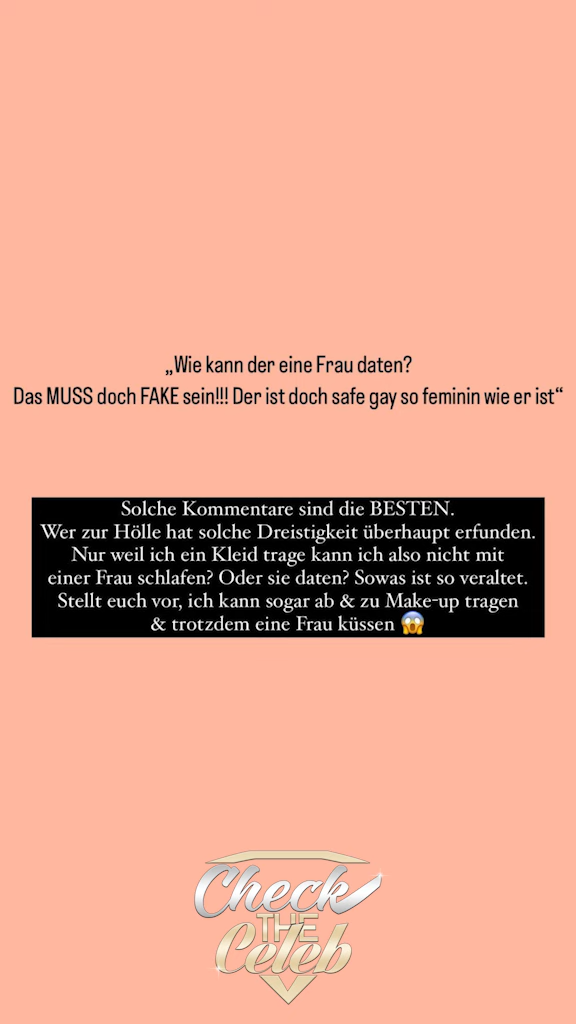 „Wie kann der eine Frau daten?
Das MUSS doch FAKE sein!!! Der ist doch safe gay so feminin wie er ist“
Solche Kommentare sind die BESTEN.
Wer zur Hölle hat solche Dreistigkeit überhaupt erfunden.
Nur weil ich ein Kleid trage kann ich also nicht mit
einer Frau schlafen? Oder sie daten? Sowas ist so veraltet.
Stellt euch vor, ich kann sogar ab & zu Make-up tragen
& trotzdem eine Frau küssen 😱
Check
THE
Celeb